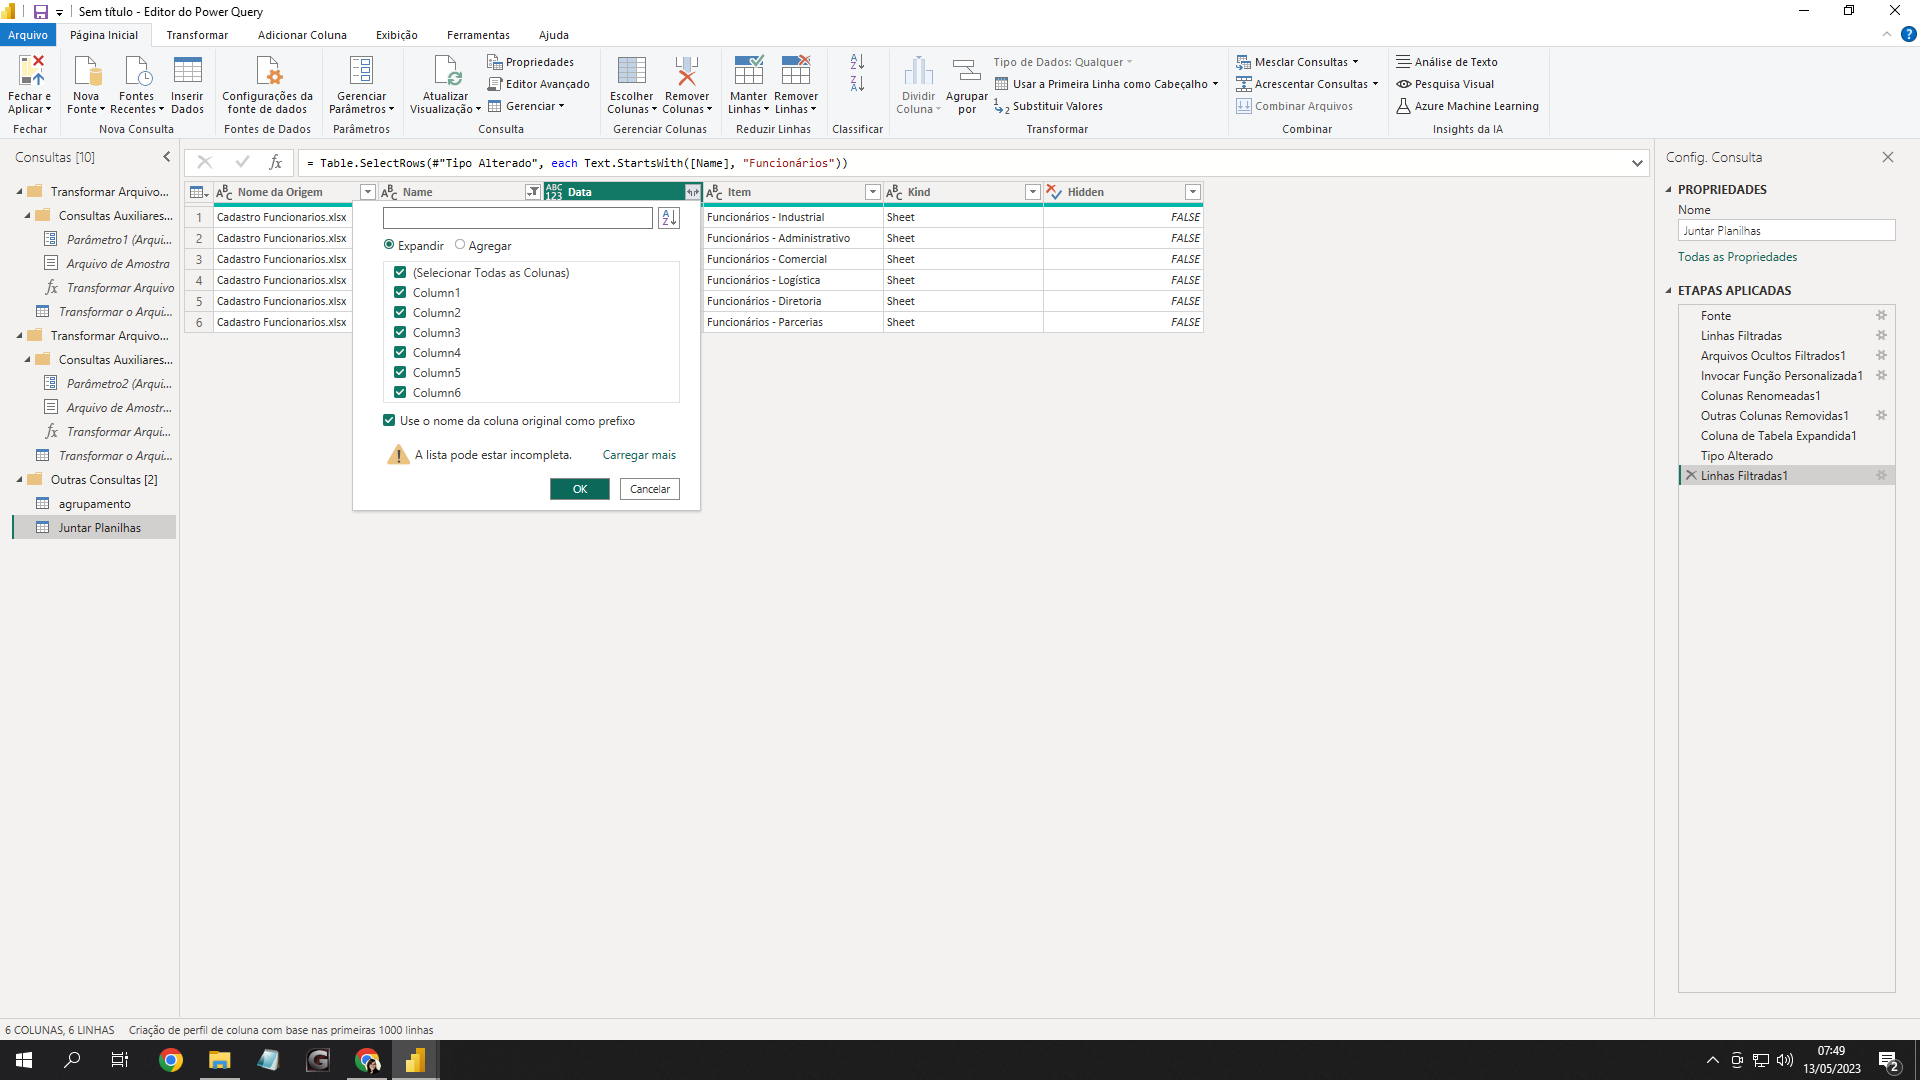 Sem título - Editor do Power Query
Arquivo
Página Inicial
Transformar
Adicionar Coluna
Exibição
Ferramentas
Ajuda
Fechar e Aplicar
Fechar
Nova Fonte
Fontes Recentes
Inserir Dados
Nova Consulta
Configurações da fonte de dados
Fontes de Dados
Gerenciar Parâmetros
Parâmetros
Atualizar Visualização
Propriedades
Editor Avançado
Gerenciar
Consulta
Escolher Colunas
Remover Colunas
Gerenciar Colunas
Manter Linhas
Remover Linhas
Reduzir Linhas
Classificar
Dividir Coluna
Agrupar por
Tipo de Dados: Qualquer
Usar a Primeira Linha como Cabeçalho
Substituir Valores
Transformar
Mesclar Consultas
Acrescentar Consultas
Combinar Arquivos
Combinar
Análise de Texto
Pesquisa Visual
Azure Machine Learning
Insights da IA
Consultas [10]
Transformar Arquivo...
Consultas Auxiliares...
Parâmetro1 (Arqui...
Arquivo de Amostra
Transformar Arquivo
Transformar o Arqui...
Transformar Arquivo...
Consultas Auxiliares...
Parâmetro2 (Arqui...
Arquivo de Amostr...
Transformar Arqui...
Transformar o Arqui...
Outras Consultas [2]
agrupamento
Juntar Planilhas
= Table.SelectRows(#"Tipo Alterado", each Text.StartsWith([Name], "Funcionários"))
Nome da Origem
Name
Data
Item
Kind
Hidden
1 Cadastro Funcionarios.xlsx Funcionários - Industrial Sheet FALSE
2 Cadastro Funcionarios.xlsx Funcionários - Administrativo Sheet FALSE
3 Cadastro Funcionarios.xlsx Funcionários - Comercial Sheet FALSE
4 Cadastro Funcionarios.xlsx Funcionários - Logística Sheet FALSE
5 Cadastro Funcionarios.xlsx Funcionários - Diretoria Sheet FALSE
6 Cadastro Funcionarios.xlsx Funcionários - Parcerias Sheet FALSE
Expandir
Agregar
(Selecionar Todas as Colunas)
Column1
Column2
Column3
Column4
Column5
Column6
Use o nome da coluna original como prefixo
A lista pode estar incompleta.
Carregar mais
OK
Cancelar
Config. Consulta
PROPRIEDADES
Nome
Juntar Planilhas
Todas as Propriedades
ETAPAS APLICADAS
Fonte
Linhas Filtradas
Arquivos Ocultos Filtrados1
Invocar Função Personalizada1
Colunas Renomeadas1
Outras Colunas Removidas1
Coluna de Tabela Expandida1
Tipo Alterado
Linhas Filtradas1
6 COLUNAS, 6 LINHAS
Criação de perfil de coluna com base nas primeiras 1000 linhas
07:49
13/05/2023
2